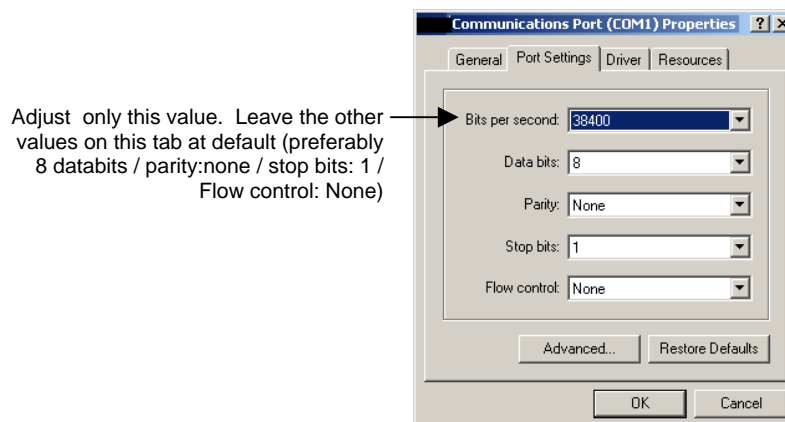 Communications Port (COM1) Properties
General Port Settings Driver Resources
Adjust only this value. Leave the other
values on this tab at default (preferably
8 databits / parity:none / stop bits: 1 /
Flow control: None)
Bits per second: 38400
Data bits: 8
Parity: None
Stop bits: 1
Flow control: None
Advanced... Restore Defaults
OK Cancel